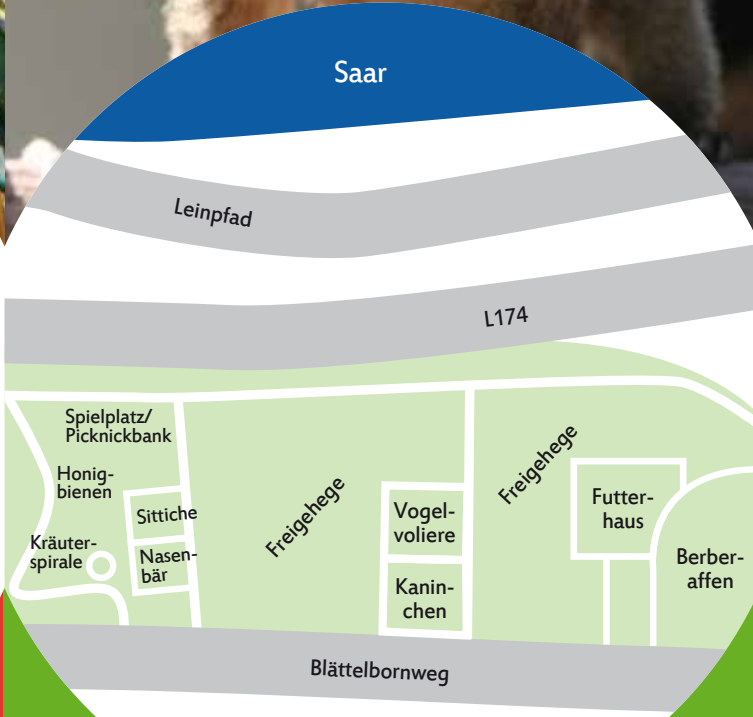 Saar
Leinpfad
L174
Spielplatz/
Picknickbank
Honig-
bienen
Sittiche
Kräuter-
spirale
Nasen-
bär
Freigehege
Vogel-
voliere
Kanin-
chen
Freigehege
Futter-
haus
Berber-
affen
Blättelbornweg